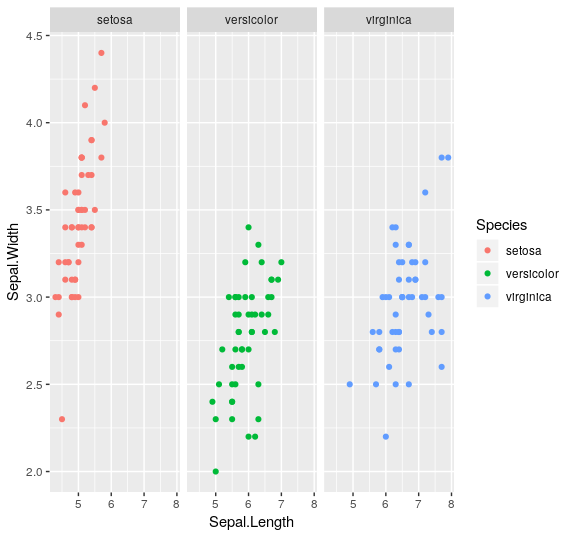 setosa versicolor virginica
4.5
4.0
3.5
3.0
2.5
2.0
Sepal.Width
5 6 7 8 5 6 7 8 5 6 7 8
Sepal.Length
Species
setosa
versicolor
virginica